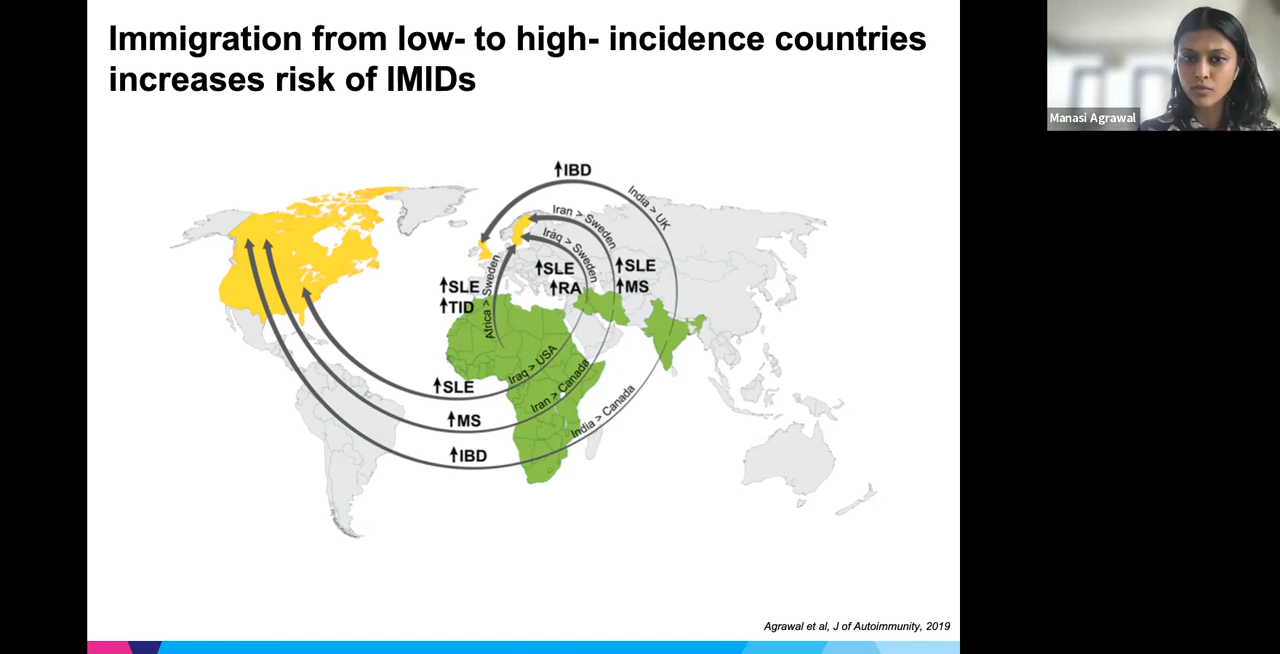 Immigration from low- to high- incidence countries
increases risk of IMIDs
Manasi Agrawal
↑IBD
India > UK
Iran > Sweden
Iraq > Sweden
↑SLE
↑RA
↑SLE
↑MS
↑SLE
↑TID
Africa > Sweden
Iraq > USA
↑SLE
Iran > Canada
↑MS
India > Canada
↑IBD
Agrawal et al, J of Autoimmunity, 2019